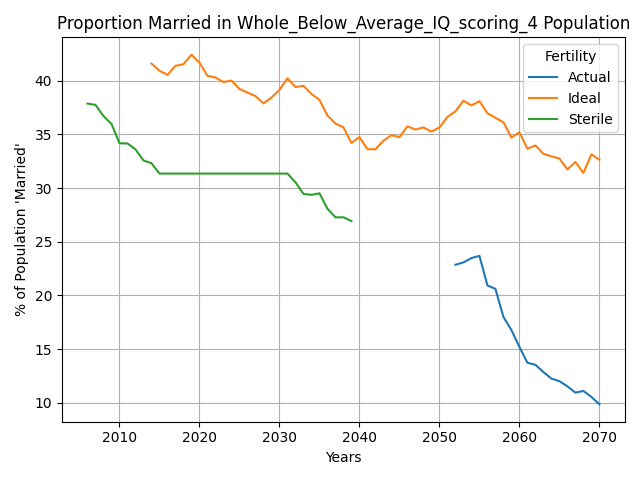 Proportion Married in Whole_Below_Average_IQ_scoring_4 Population
Fertility
Actual
Ideal
Sterile
% of Population 'Married'
40
35
30
25
20
15
10
2010 2020 2030 2040 2050 2060 2070
Years